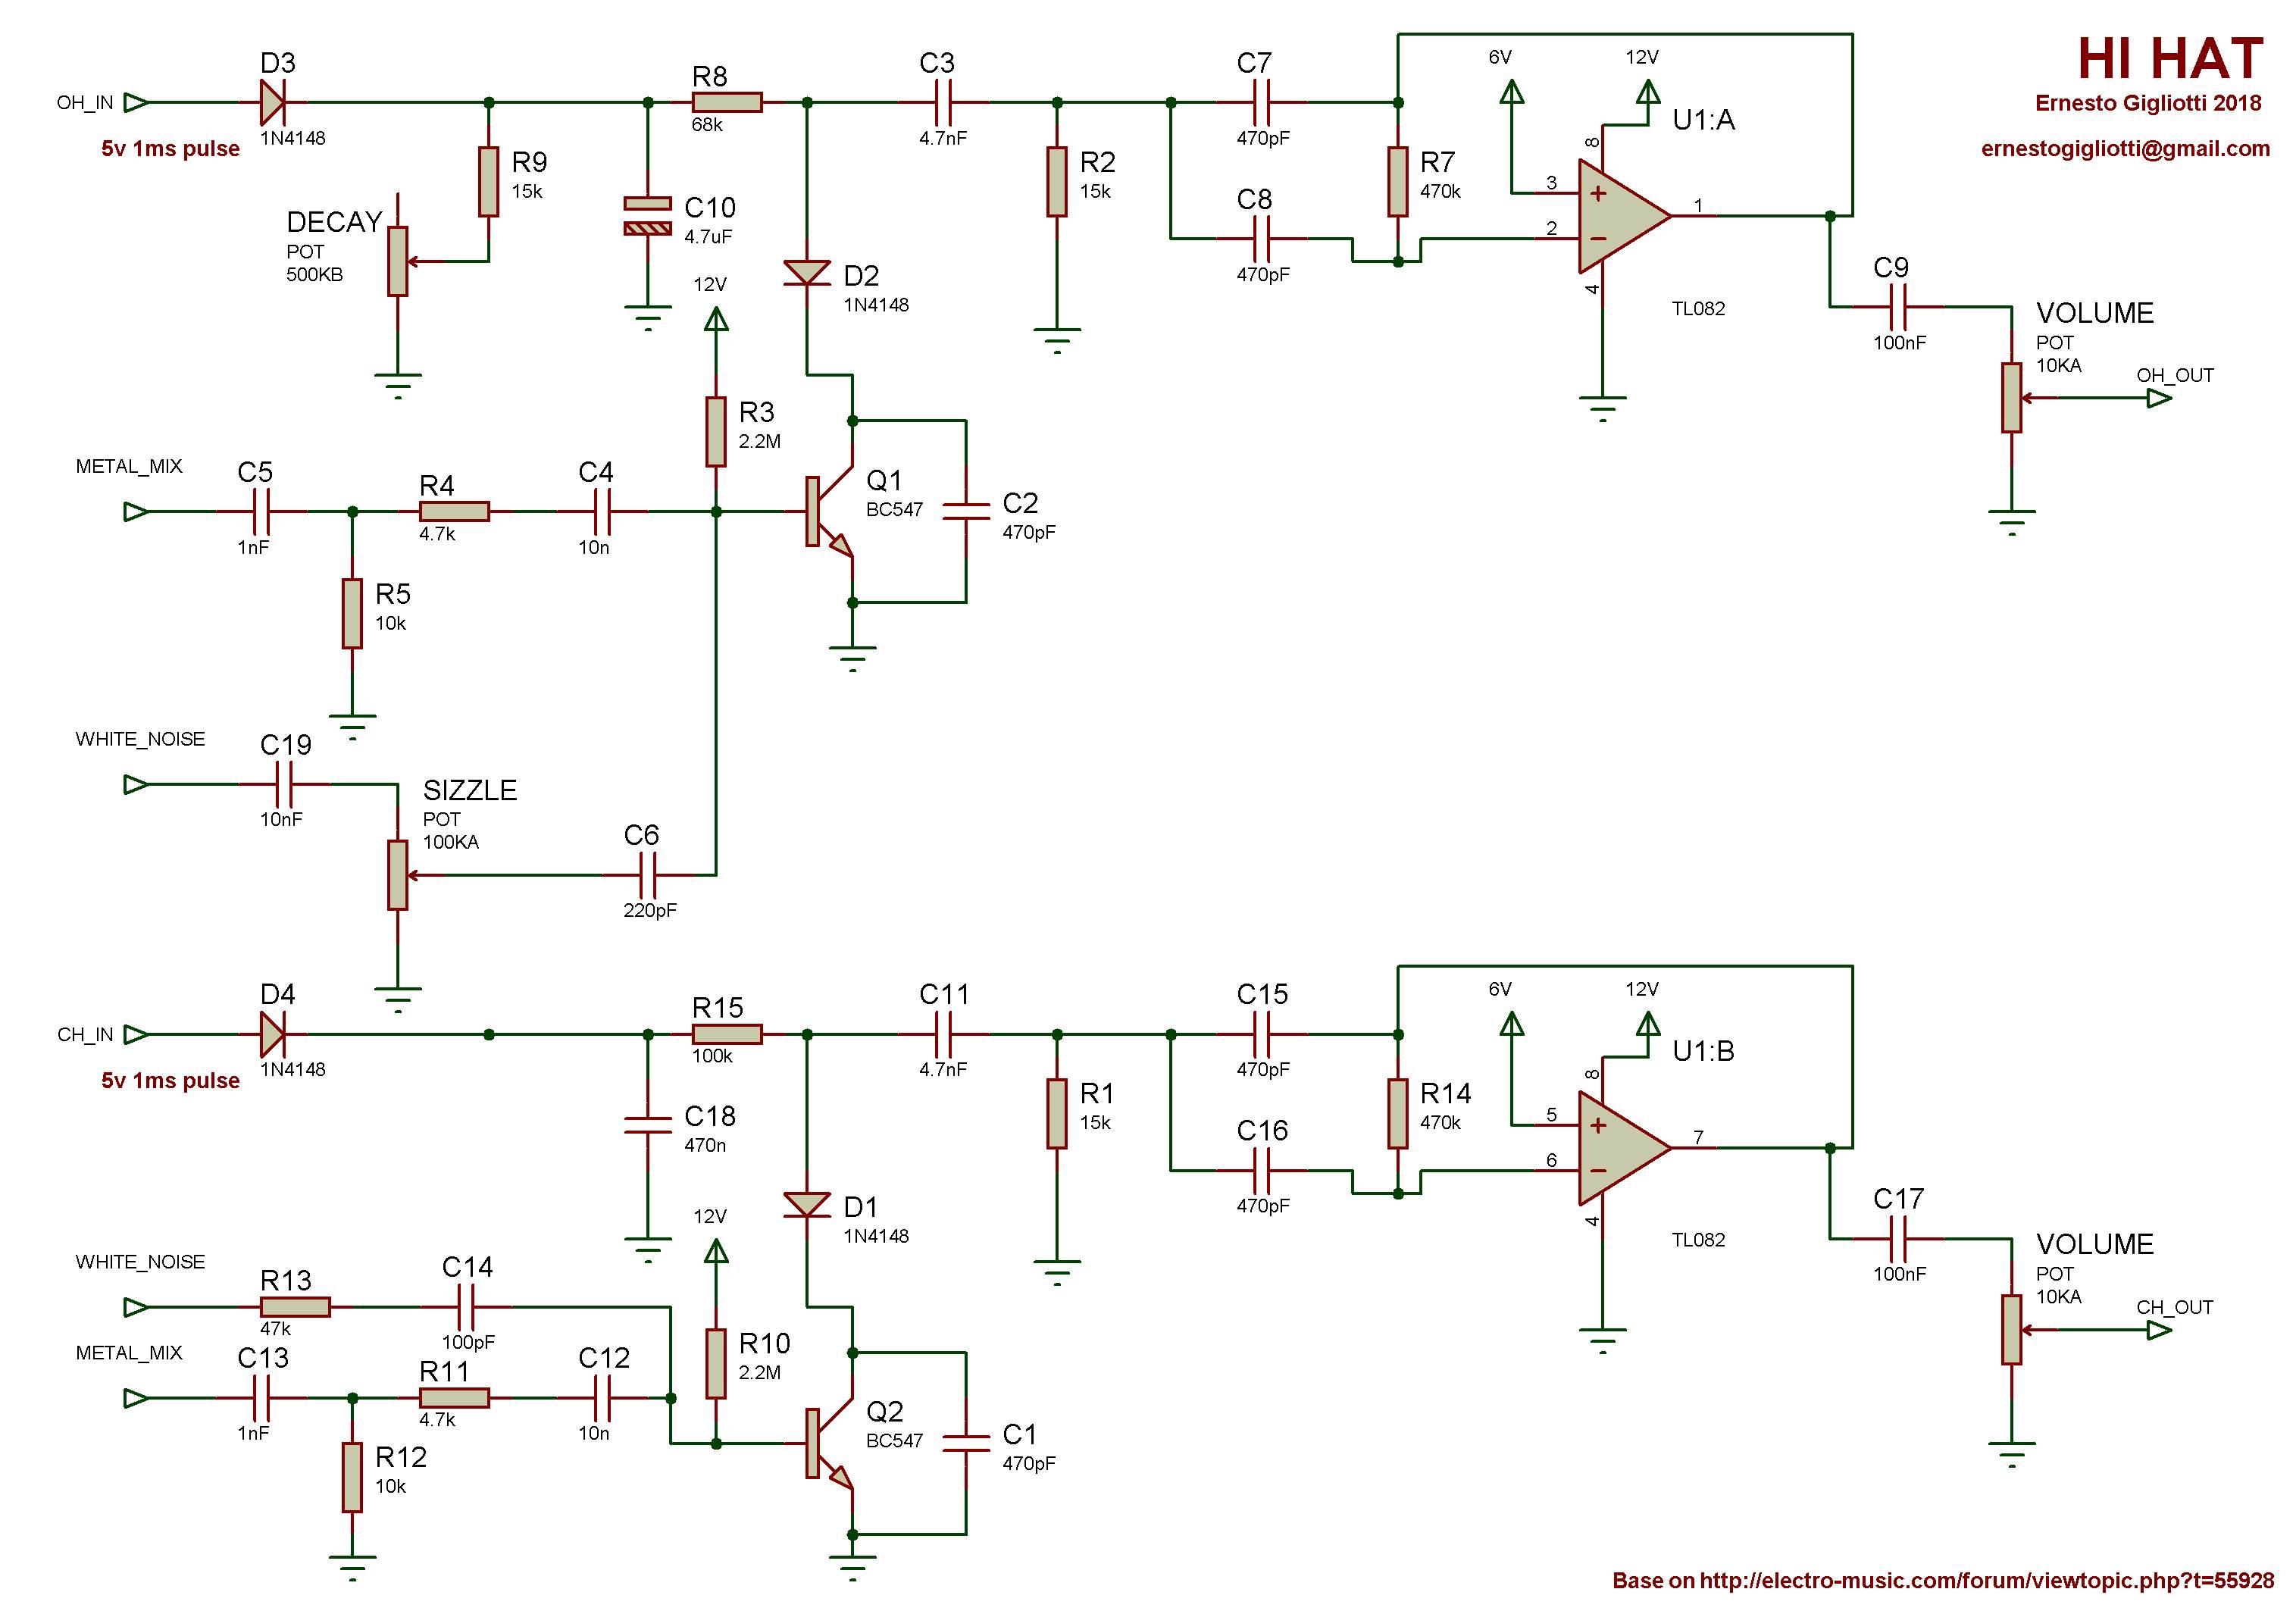 HI HAT
Ernesto Gigliotti 2018
ernestogigliotti@gmail.com
OH_IN
5v 1ms pulse
D3
1N4148
R9
15k
DECAY
POT
500KB
C10
4.7uF
R8
68k
C3
4.7nF
R2
15k
C7
470pF
C8
470pF
R7
470k
6V
12V
U1:A
8
3
2
1
4
TL082
C9
100nF
VOLUME
POT
10KA
OH_OUT
D2
1N4148
12V
R3
2.2M
METAL_MIX
C5
1nF
R4
4.7k
C4
10n
R5
10k
Q1
BC547
C2
470pF
WHITE_NOISE
C19
10nF
SIZZLE
POT
100KA
C6
220pF
CH_IN
5v 1ms pulse
D4
1N4148
R15
100k
C18
470n
C11
4.7nF
R1
15k
C15
470pF
C16
470pF
R14
470k
6V
12V
U1:B
8
5
6
7
4
TL082
C17
100nF
VOLUME
POT
10KA
CH_OUT
D1
1N4148
12V
R10
2.2M
WHITE_NOISE
R13
47k
C14
100pF
METAL_MIX
C13
1nF
R11
4.7k
C12
10n
R12
10k
Q2
BC547
C1
470pF
Base on http://electro-music.com/forum/viewtopic.php?t=55928